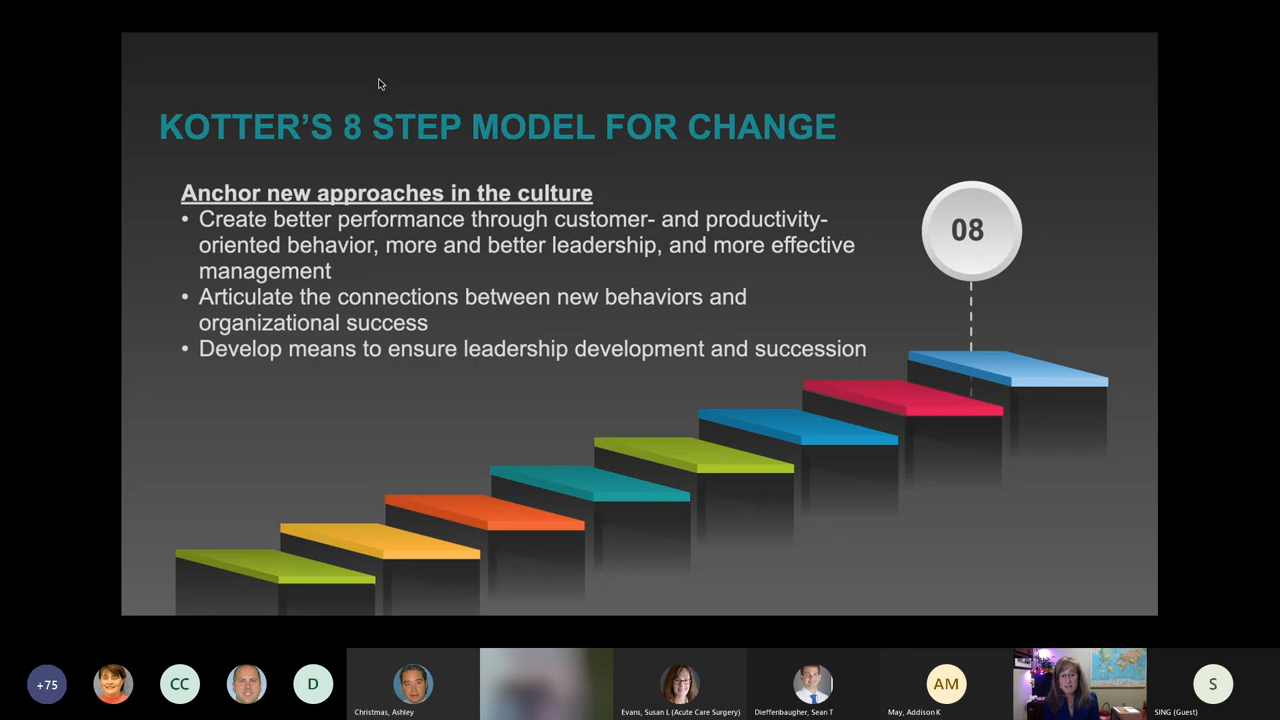 KOTTER'S 8 STEP MODEL FOR CHANGE
Anchor new approaches in the culture
• Create better performance through customer- and productivity-
oriented behavior, more and better leadership, and more effective
management
• Articulate the connections between new behaviors and
organizational success
• Develop means to ensure leadership development and succession
08
+75
CC
D
AM
S
Christmas, Ashley
Evans, Susan L (Acute Care Surgery)
Dieffenbaugher, Sean T
May, Addison K
SING (Guest)